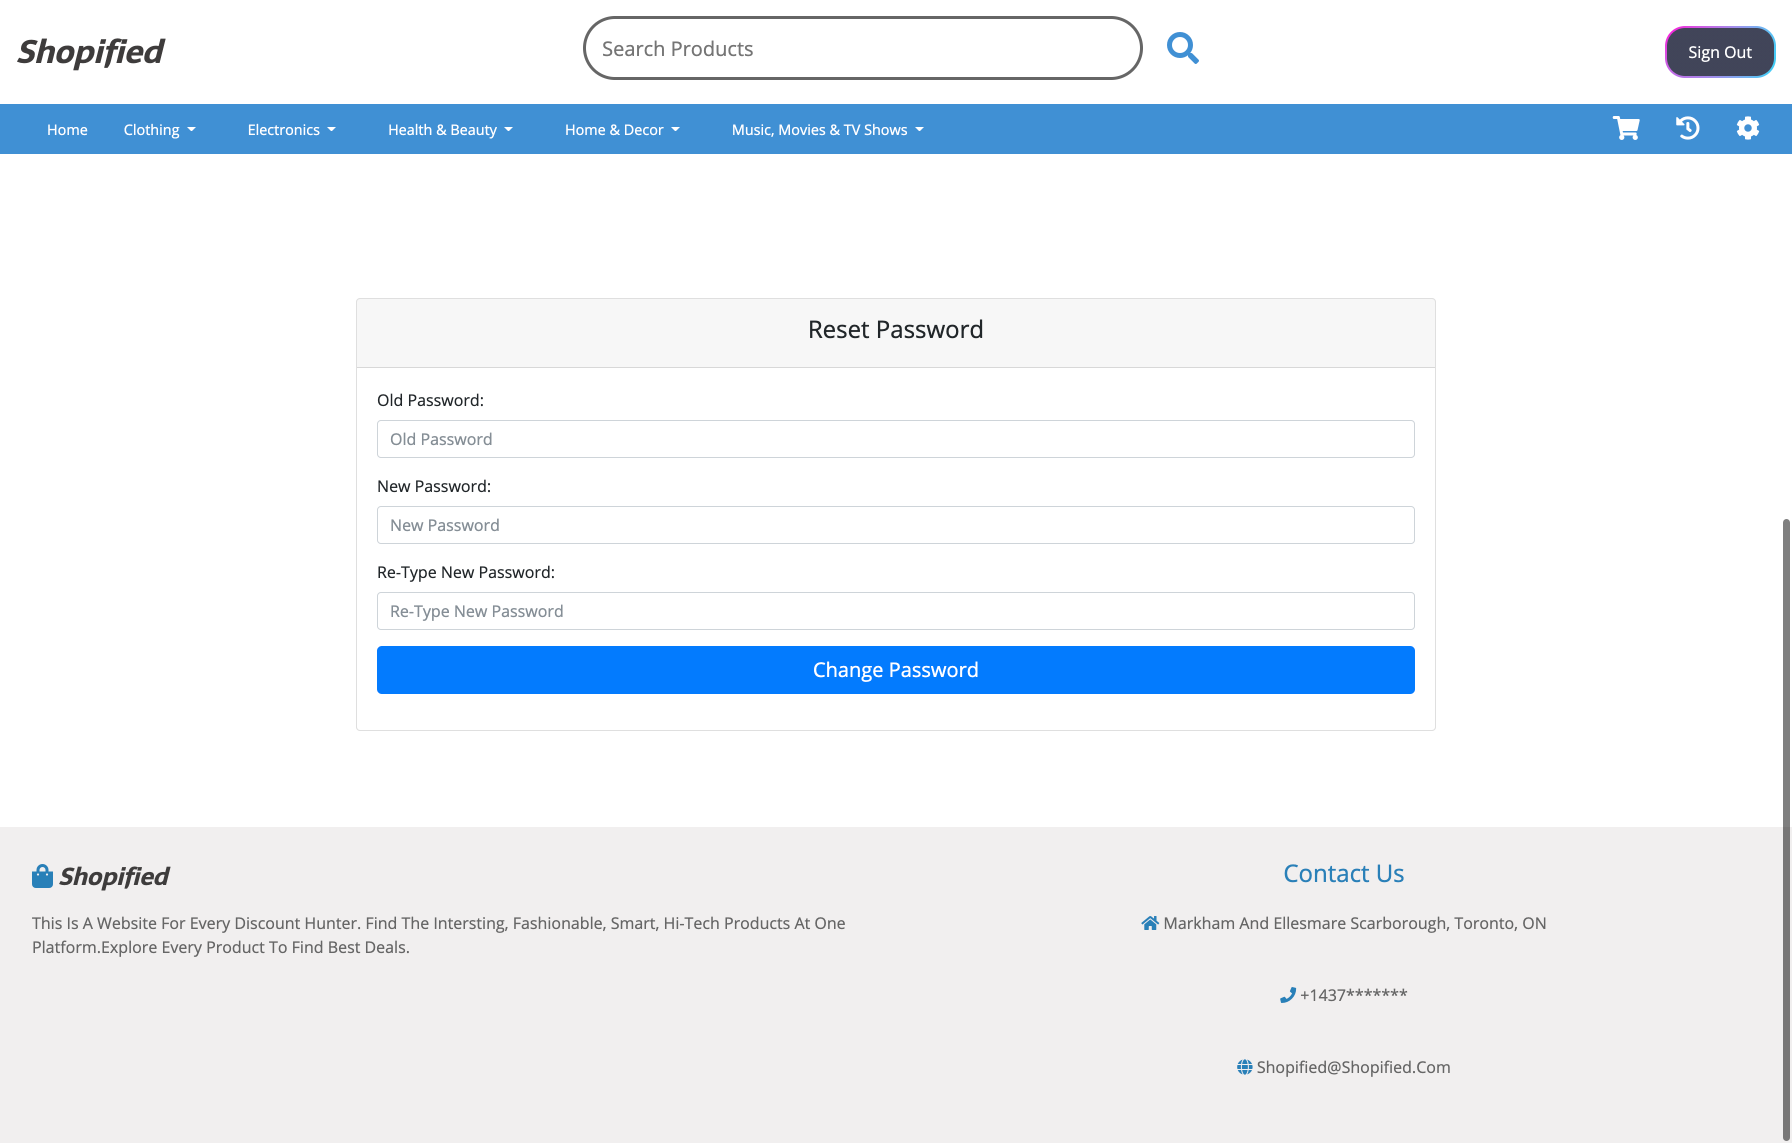 Shopified
Search Products
Sign Out
Home
Clothing
Electronics
Health & Beauty
Home & Decor
Music, Movies & TV Shows
Reset Password
Old Password:
Old Password
New Password:
New Password
Re-Type New Password:
Re-Type New Password
Change Password
Shopified
This Is A Website For Every Discount Hunter. Find The Intersting, Fashionable, Smart, Hi-Tech Products At One
Platform.Explore Every Product To Find Best Deals.
Contact Us
Markham And Ellesmare Scarborough, Toronto, ON
+1437*******
Shopified@Shopified.Com